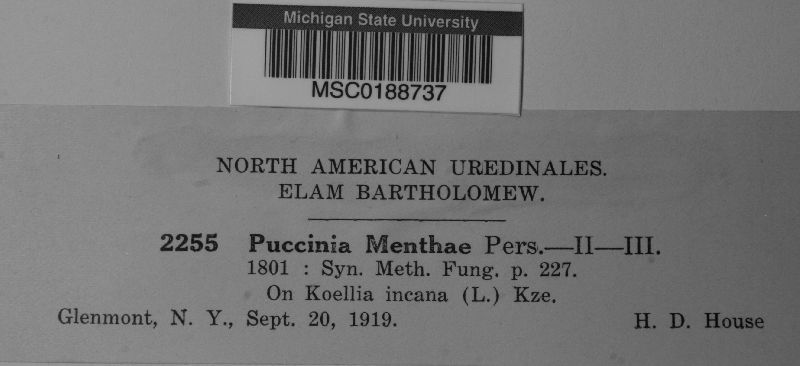 Michigan State University
MSC0188737
NORTH AMERICAN UREDINALES.
ELAM BARTHOLOMEW.
2255 Puccinia Menthae Pers.—II—III.
1801 : Syn. Meth. Fung. p. 227.
On Koellia incana (L.) Kze.
Glenmont, N. Y., Sept. 20, 1919. H. D. House